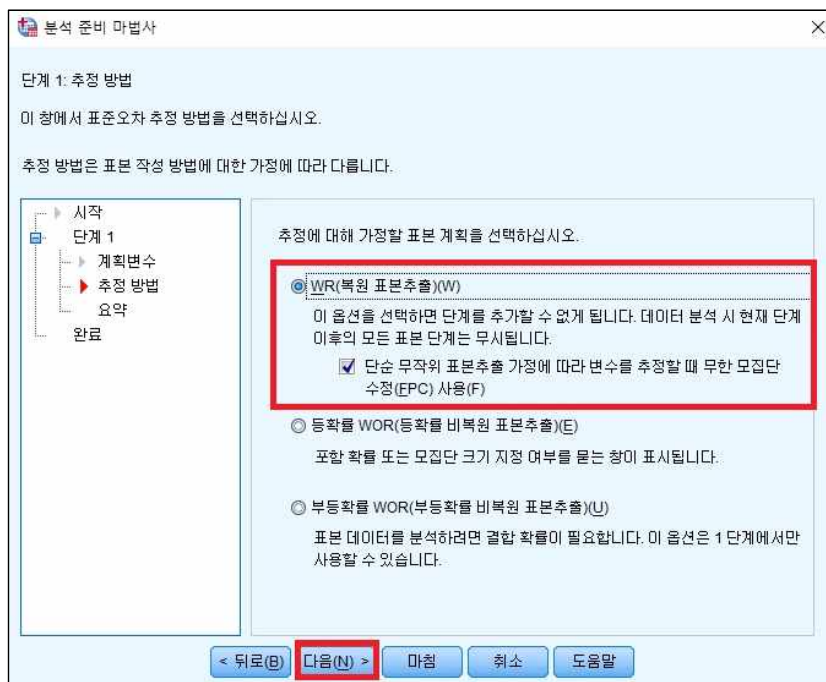 분석 준비 마법사
단계 1: 추정 방법
이 창에서 표준오차 추정 방법을 선택하십시오.
추정 방법은 표본 작성 방법에 대한 가정에 따라 다릅니다.
시작
단계 1
계획변수
추정 방법
요약
완료
추정에 대해 가정할 표본 계획을 선택하십시오.
WR(복원 표본추출)(W)
이 옵션을 선택하면 단계를 추가할 수 없게 됩니다. 데이터 분석 시 현재 단계
이후의 모든 표본 단계는 무시됩니다.
단순 무작위 표본추출 가정에 따라 변수를 추정할 때 무한 모집단
수정(FPC) 사용(F)
등확률 WOR(등확률 비복원 표본추출)(E)
포함 확률 또는 모집단 크기 지정 여부를 묻는 창이 표시됩니다.
부등확률 WOR(부등확률 비복원 표본추출)(U)
표본 데이터를 분석하려면 결합 확률이 필요합니다. 이 옵션은 1 단계에서만
사용할 수 있습니다.
< 뒤로(B) 다음(N) > 마침 취소 도움말